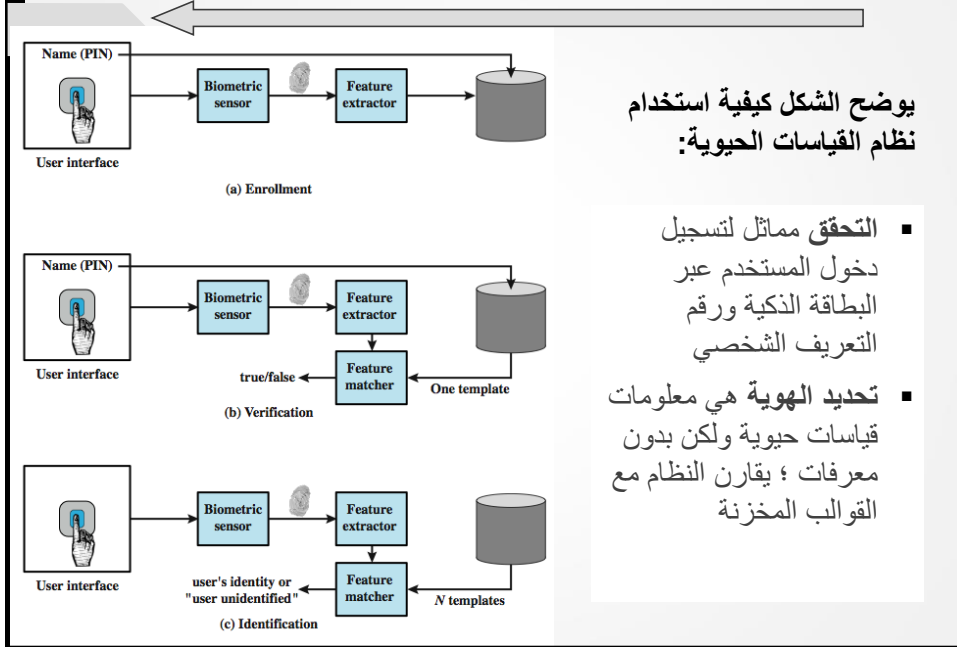 Name (PIN)
Biometric
sensor
Feature
extractor
User interface
(a) Enrollment
Name (PIN)
Biometric
sensor
Feature
extractor
User interface
true/false
Feature
matcher
One template
(b) Verification
Biometric
sensor
Feature
extractor
User interface
user's identity or
"user unidentified"
Feature
matcher
N templates
(c) Identification
يوضح الشكل كيفية استخدام
نظام القياسات الحيوية:
▪ التحقق مماثل لتسجيل
دخول المستخدم عبر
البطاقة الذكية ورقم
التعريف الشخصي
▪ تحديد الهوية هي معلومات
قياسات حيوية ولكن بدون
معرفات ؛ يقارن النظام مع
القوالب المخزنة